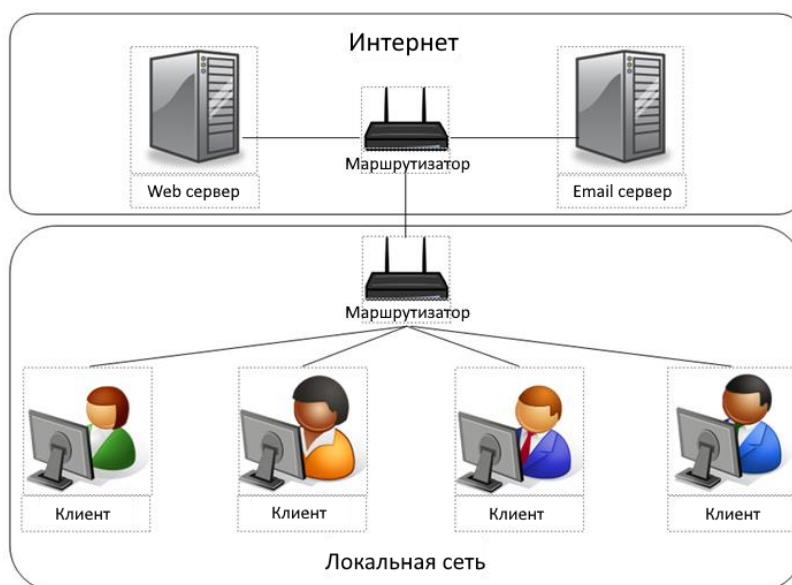 Интернет
Маршрутизатор
Web сервер
Email сервер
Маршрутизатор
Клиент
Клиент
Клиент
Клиент
Локальная сеть